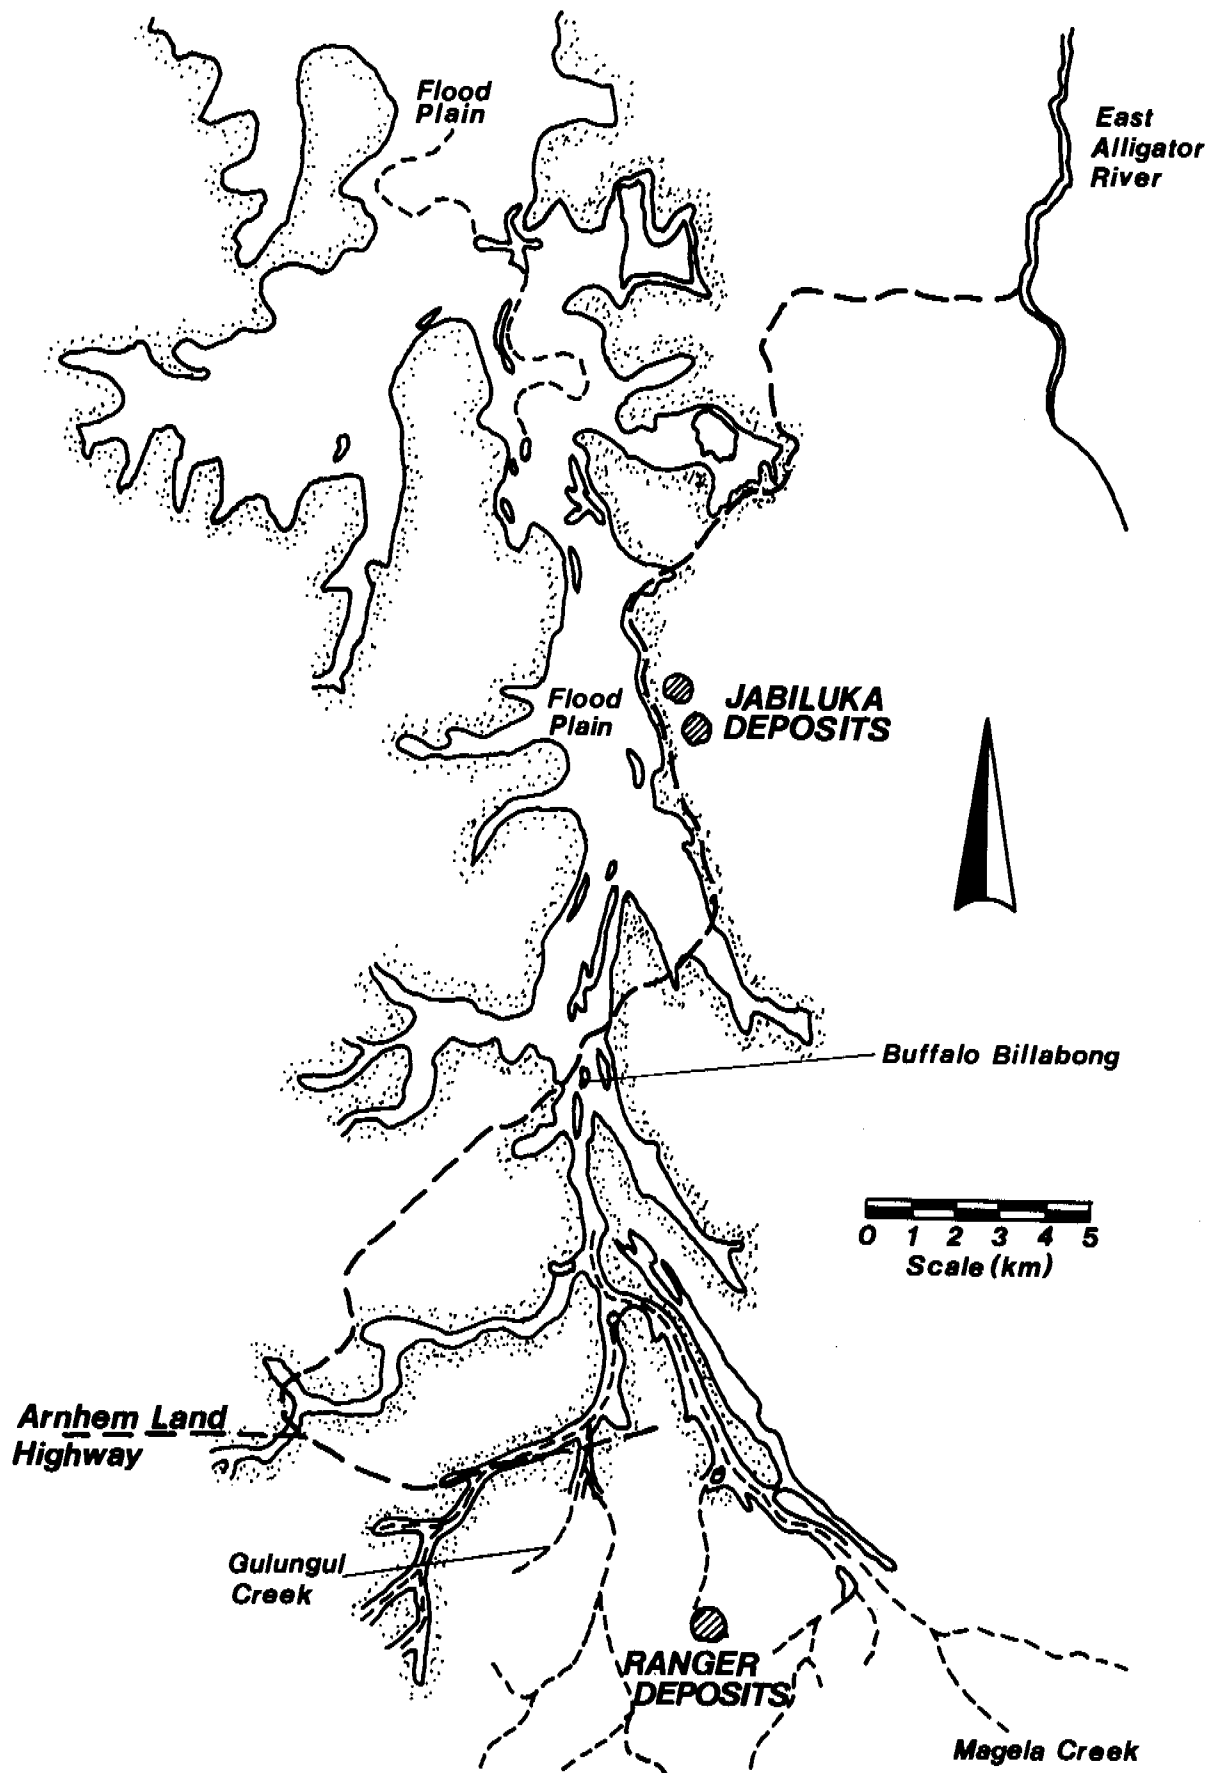 Flood
Plain
East
Alligator
River
Flood
Plain
JABILUKA
DEPOSITS
Buffalo Billabong
0 1 2 3 4 5
Scale (km)
Arnhem Land
Highway
Gulungul
Creek
RANGER
DEPOSITS
Magela Creek